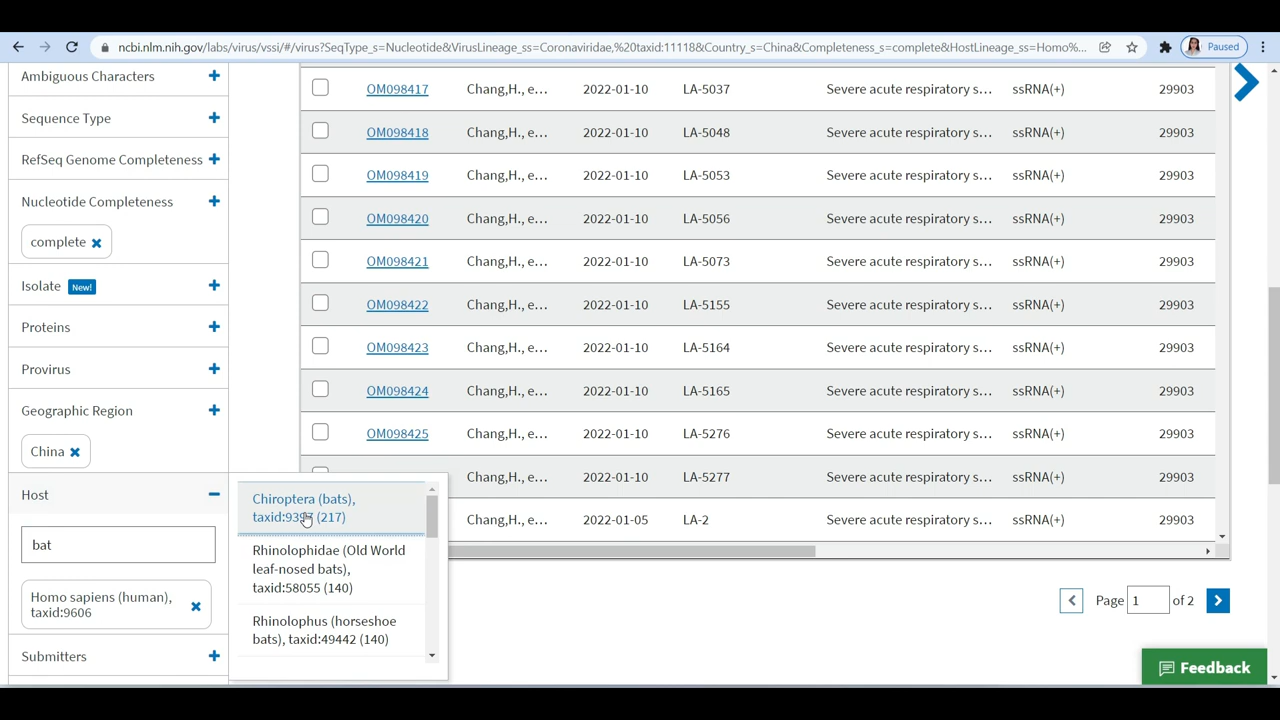 ncbi.nlm.nih.gov/labs/virus/vssi/#/virus?SeqType_s=Nucleotide&VirusLineage_ss=Coronaviridae,%20taxid:11118&Country_s=China&Completeness_s=complete&HostLineage_ss=Homo%...
Paused
Ambiguous Characters
Sequence Type
RefSeq Genome Completeness
Nucleotide Completeness
complete
Isolate New!
Proteins
Provirus
Geographic Region
China
Host
bat
Homo sapiens (human),
taxid:9606
Submitters
Chiroptera (bats),
(217)
Rhinolophidae (Old World
leaf-nosed bats),
taxid:58055 (140)
Rhinolophus (horseshoe
bats), taxid:49442 (140)
OM098417 Chang,H., e... 2022-01-10 LA-5037 Severe acute respiratory s... ssRNA(+) 29903
OM098418 Chang,H., e... 2022-01-10 LA-5048 Severe acute respiratory s... ssRNA(+) 29903
OM098419 Chang,H., e... 2022-01-10 LA-5053 Severe acute respiratory s... ssRNA(+) 29903
OM098420 Chang,H., e... 2022-01-10 LA-5056 Severe acute respiratory s... ssRNA(+) 29903
OM098421 Chang,H., e... 2022-01-10 LA-5073 Severe acute respiratory s... ssRNA(+) 29903
OM098422 Chang,H., e... 2022-01-10 LA-5155 Severe acute respiratory s... ssRNA(+) 29903
OM098423 Chang,H., e... 2022-01-10 LA-5164 Severe acute respiratory s... ssRNA(+) 29903
OM098424 Chang,H., e... 2022-01-10 LA-5165 Severe acute respiratory s... ssRNA(+) 29903
OM098425 Chang,H., e... 2022-01-10 LA-5276 Severe acute respiratory s... ssRNA(+) 29903
Chang,H., e... 2022-01-10 LA-5277 Severe acute respiratory s... ssRNA(+) 29903
Chang,H., e... 2022-01-05 LA-2 Severe acute respiratory s... ssRNA(+) 29903
Page 1 of 2
Feedback